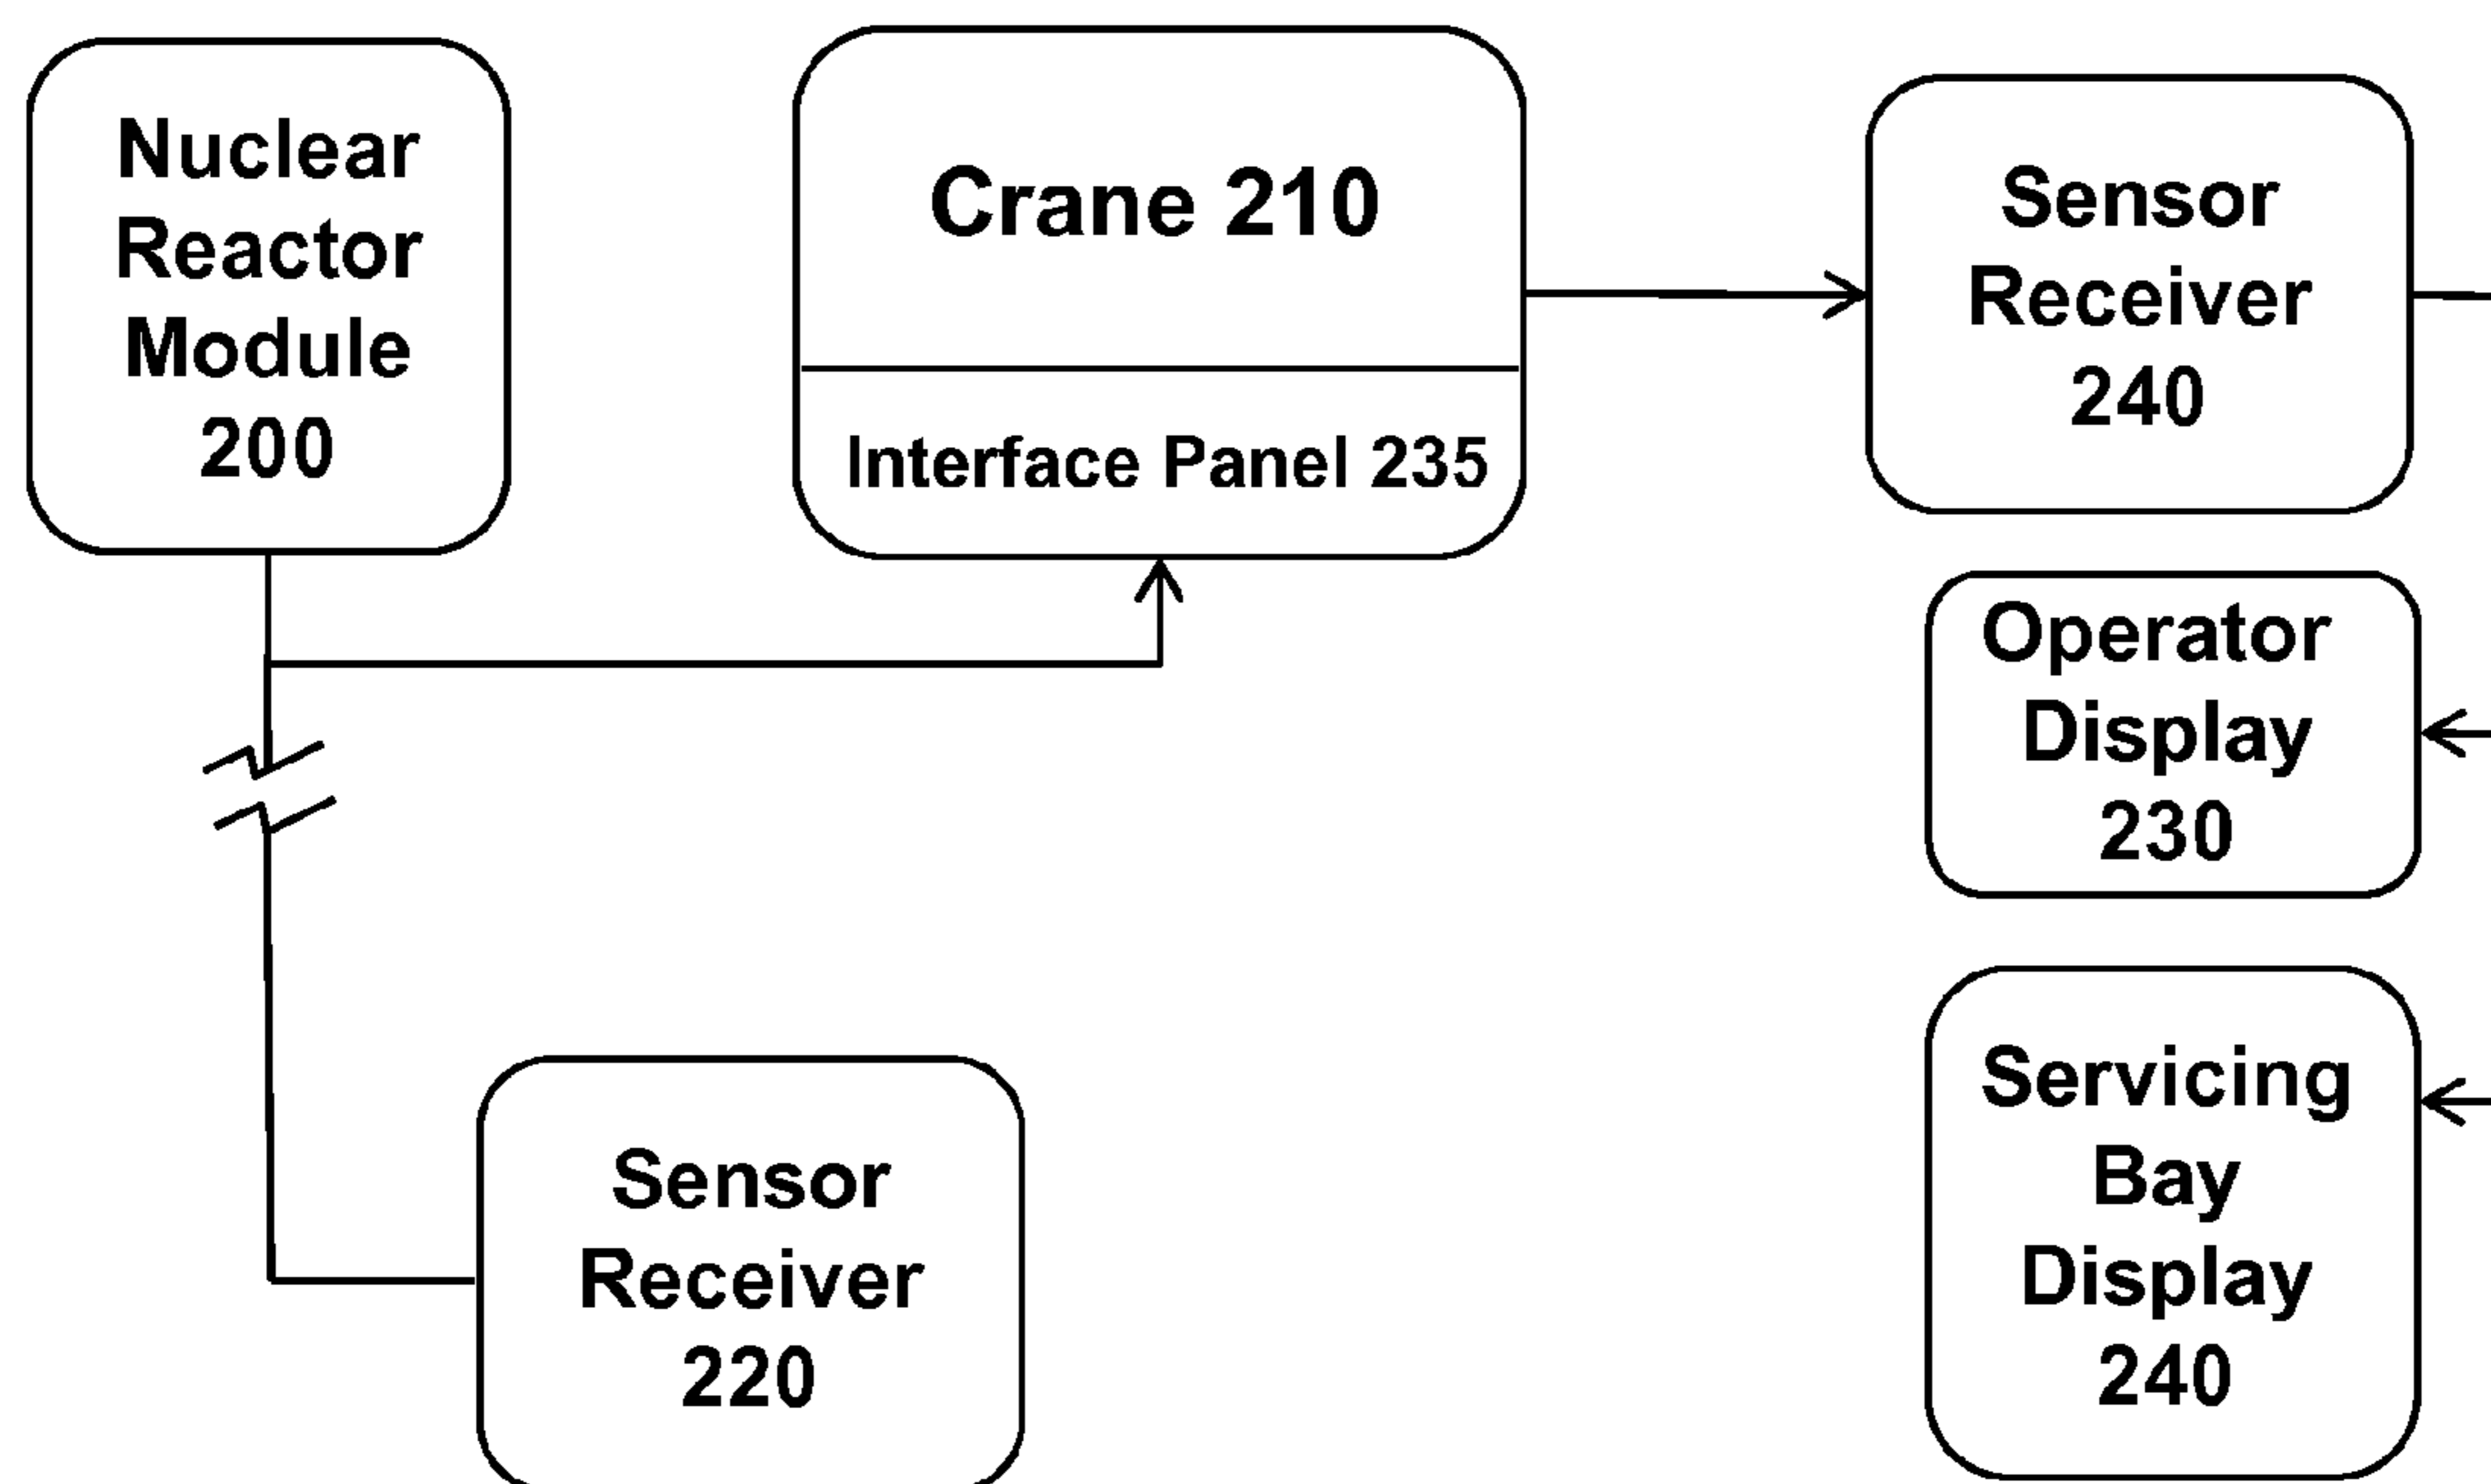 Nuclear
Reactor
Module
200
Crane 210
Interface Panel 235
Sensor
Receiver
240
Operator
Display
230
Servicing
Bay
Display
240
Sensor
Receiver
220